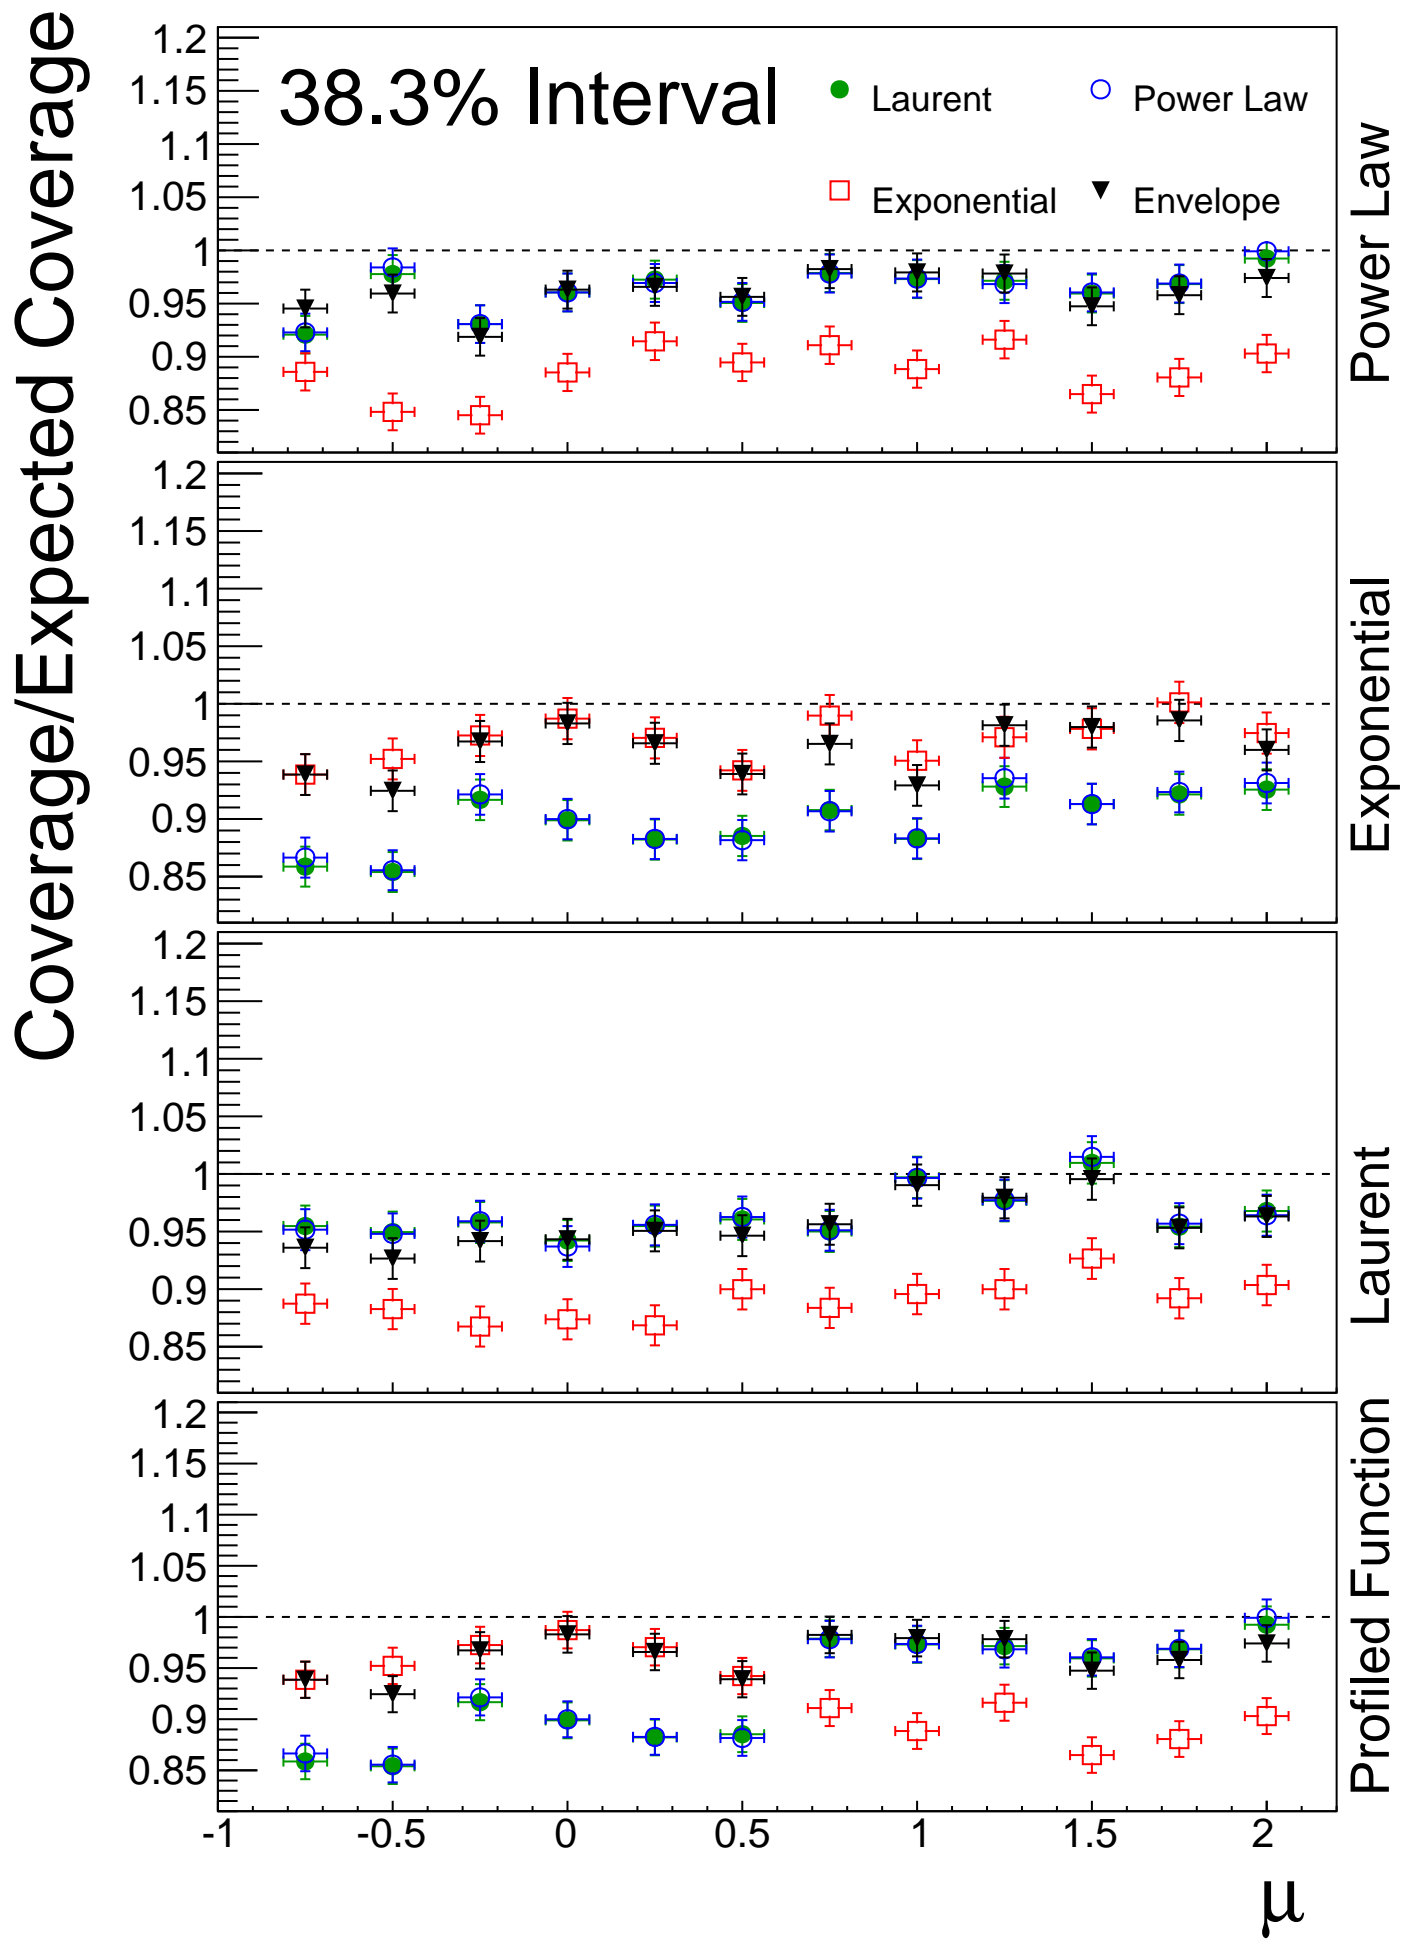 Coverage/Expected Coverage
38.3% Interval
Laurent
Power Law
Exponential
Envelope
1.2
1.15
1.1
1.05
1
0.95
0.9
0.85
Power Law
1.2
1.15
1.1
1.05
1
0.95
0.9
0.85
Exponential
1.2
1.15
1.1
1.05
1
0.95
0.9
0.85
Laurent
1.2
1.15
1.1
1.05
1
0.95
0.9
0.85
Profiled Function
-1 -0.5 0 0.5 1 1.5 2
μ